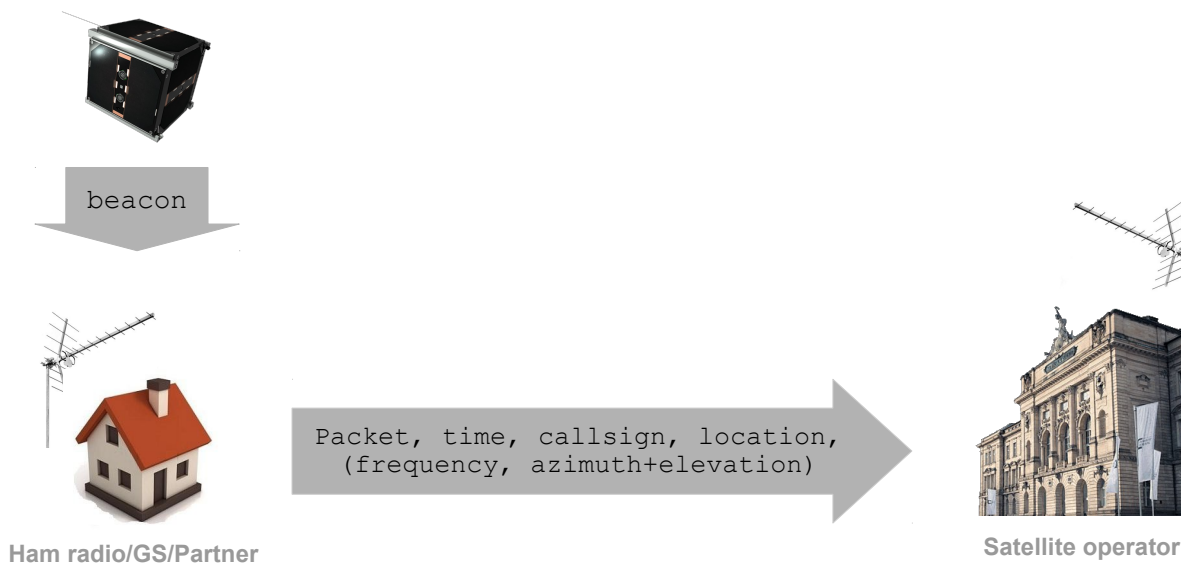 beacon
Packet, time, callsign, location,
(frequency, azimuth+elevation)
Ham radio/GS/Partner
Satellite operator